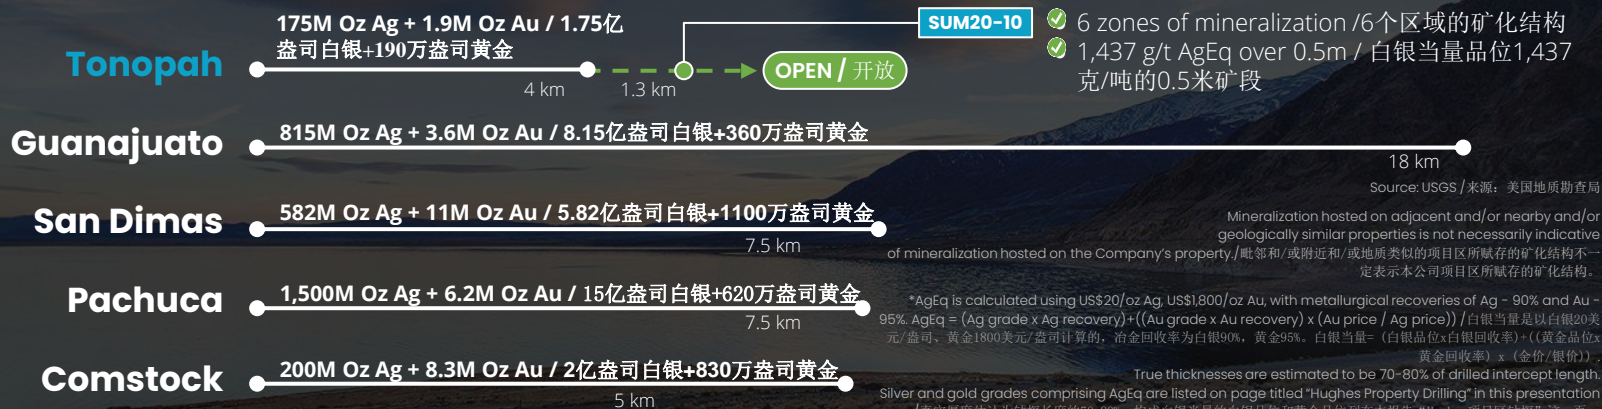 175M Oz Ag + 1.9M Oz Au / 1.75亿
盎司白银+190万盎司黄金
Tonopah
4 km
1.3 km
OPEN / 开放
SUM20-10
6 zones of mineralization /6个区域的矿化结构
1,437 g/t AgEq over 0.5m / 白银当量品位1,437
克/吨的0.5米矿段
Guanajuato
815M Oz Ag + 3.6M Oz Au / 8.15亿盎司白银+360万盎司黄金
18 km
Source: USGS /来源：美国地质勘查局
San Dimas
582M Oz Ag + 11M Oz Au / 5.82亿盎司白银+1100万盎司黄金
7.5 km
Mineralization hosted on adjacent and/or nearby and/or
geologically similar properties is not necessarily indicative
of mineralization hosted on the Company's property./毗邻和/或附近和/或地质类似的项目区所赋存的矿化结构不一
定表示本公司项目区所赋存的矿化结构。
Pachuca
1,500M Oz Ag + 6.2M Oz Au / 15亿盎司白银+620万盎司黄金
7.5 km
*AgEq is calculated using US$20/oz Ag, US$1,800/oz Au, with metallurgical recoveries of Ag - 90% and Au -
95%. AgEq = (Ag grade x Ag recovery)+((Au grade x Au recovery) x (Au price / Ag price)) /白银当量是以白银20美
元/盎司、黄金1800美元/盎司计算的，冶金回收率为白银90%，黄金95%。白银当量=（白银品位x白银回收率）+((黄金品位x
黄金回收率）x（金价/银价)）.
Comstock
200M Oz Ag + 8.3M Oz Au / 2亿盎司白银+830万盎司黄金
5 km
True thicknesses are estimated to be 70-80% of drilled intercept length.
Silver and gold grades comprising AgEq are listed on page titled "Hughes Property Drilling" in this presentation